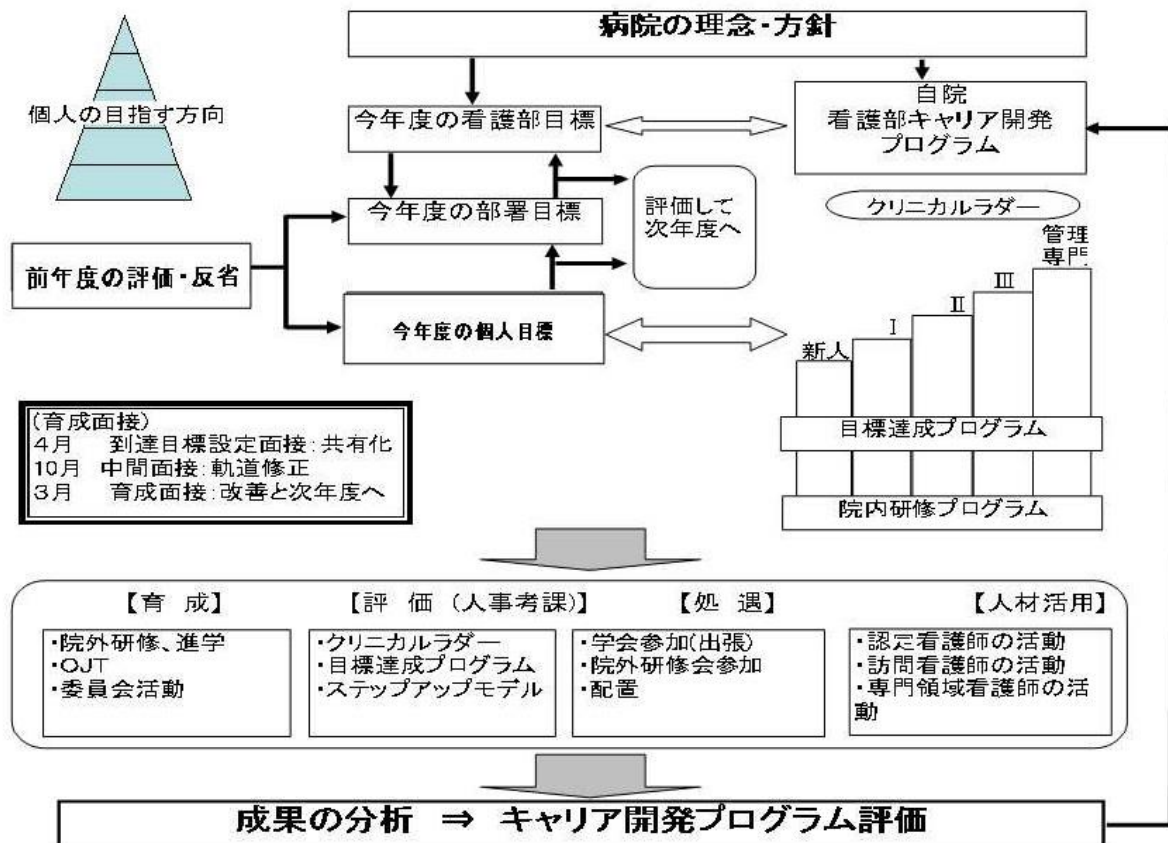 病院の理念・方針
個人の目指す方向
今年度の看護部目標
自院
看護部キャリア開発
プログラム
今年度の部署目標
評価して
次年度へ
クリニカルラダー
前年度の評価・反省
今年度の個人目標
新人
Ⅰ
Ⅱ
Ⅲ
管理
専門
目標達成プログラム
院内研修プログラム
(育成面接)
4月 到達目標設定面接:共有化
10月 中間面接:軌道修正
3月 育成面接:改善と次年度へ
【育 成】
・院外研修、進学
・OJT
・委員会活動
【評 価 (人事考課)】
・クリニカルラダー
・目標達成プログラム
・ステップアップモデル
【処 遇】
・学会参加(出張)
・院外研修会参加
・配置
【人材活用】
・認定看護師の活動
・訪問看護師の活動
・専門領域看護師の活
動
成果の分析 ⇒ キャリア開発プログラム評価